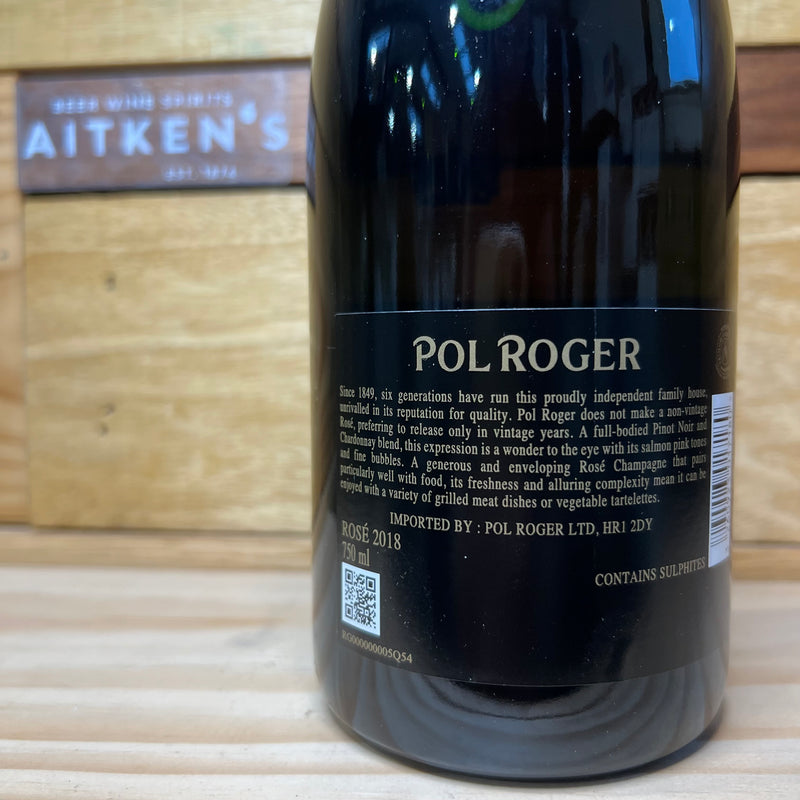 BEER WINE SPIRITS
AITKEN'S
EST. 1874
POL ROGER
Since 1849, six generations have run this proudly independent family house,
unrivalled in its reputation for quality. Pol Roger does not make a non-vintage
Rosé, preferring to release only in vintage years. A full-bodied Pinot Noir and
Chardonnay blend, this expression is a wonder to the eye with its salmon pink tones
and fine bubbles. A generous and enveloping Rosé Champagne that pairs
particularly well with food, its freshness and alluring complexity mean it can be
enjoyed with a variety of grilled meat dishes or vegetable tartelettes.
IMPORTED BY : POL ROGER LTD, HR1 2DY
ROSÉ 2018
750 ml
CONTAINS SULPHITES
RG000000005Q54